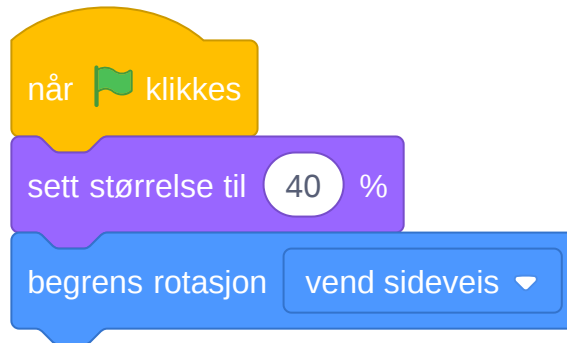 når klikkes
sett størrelse til 40 %
begrens rotasjon vend sideveis